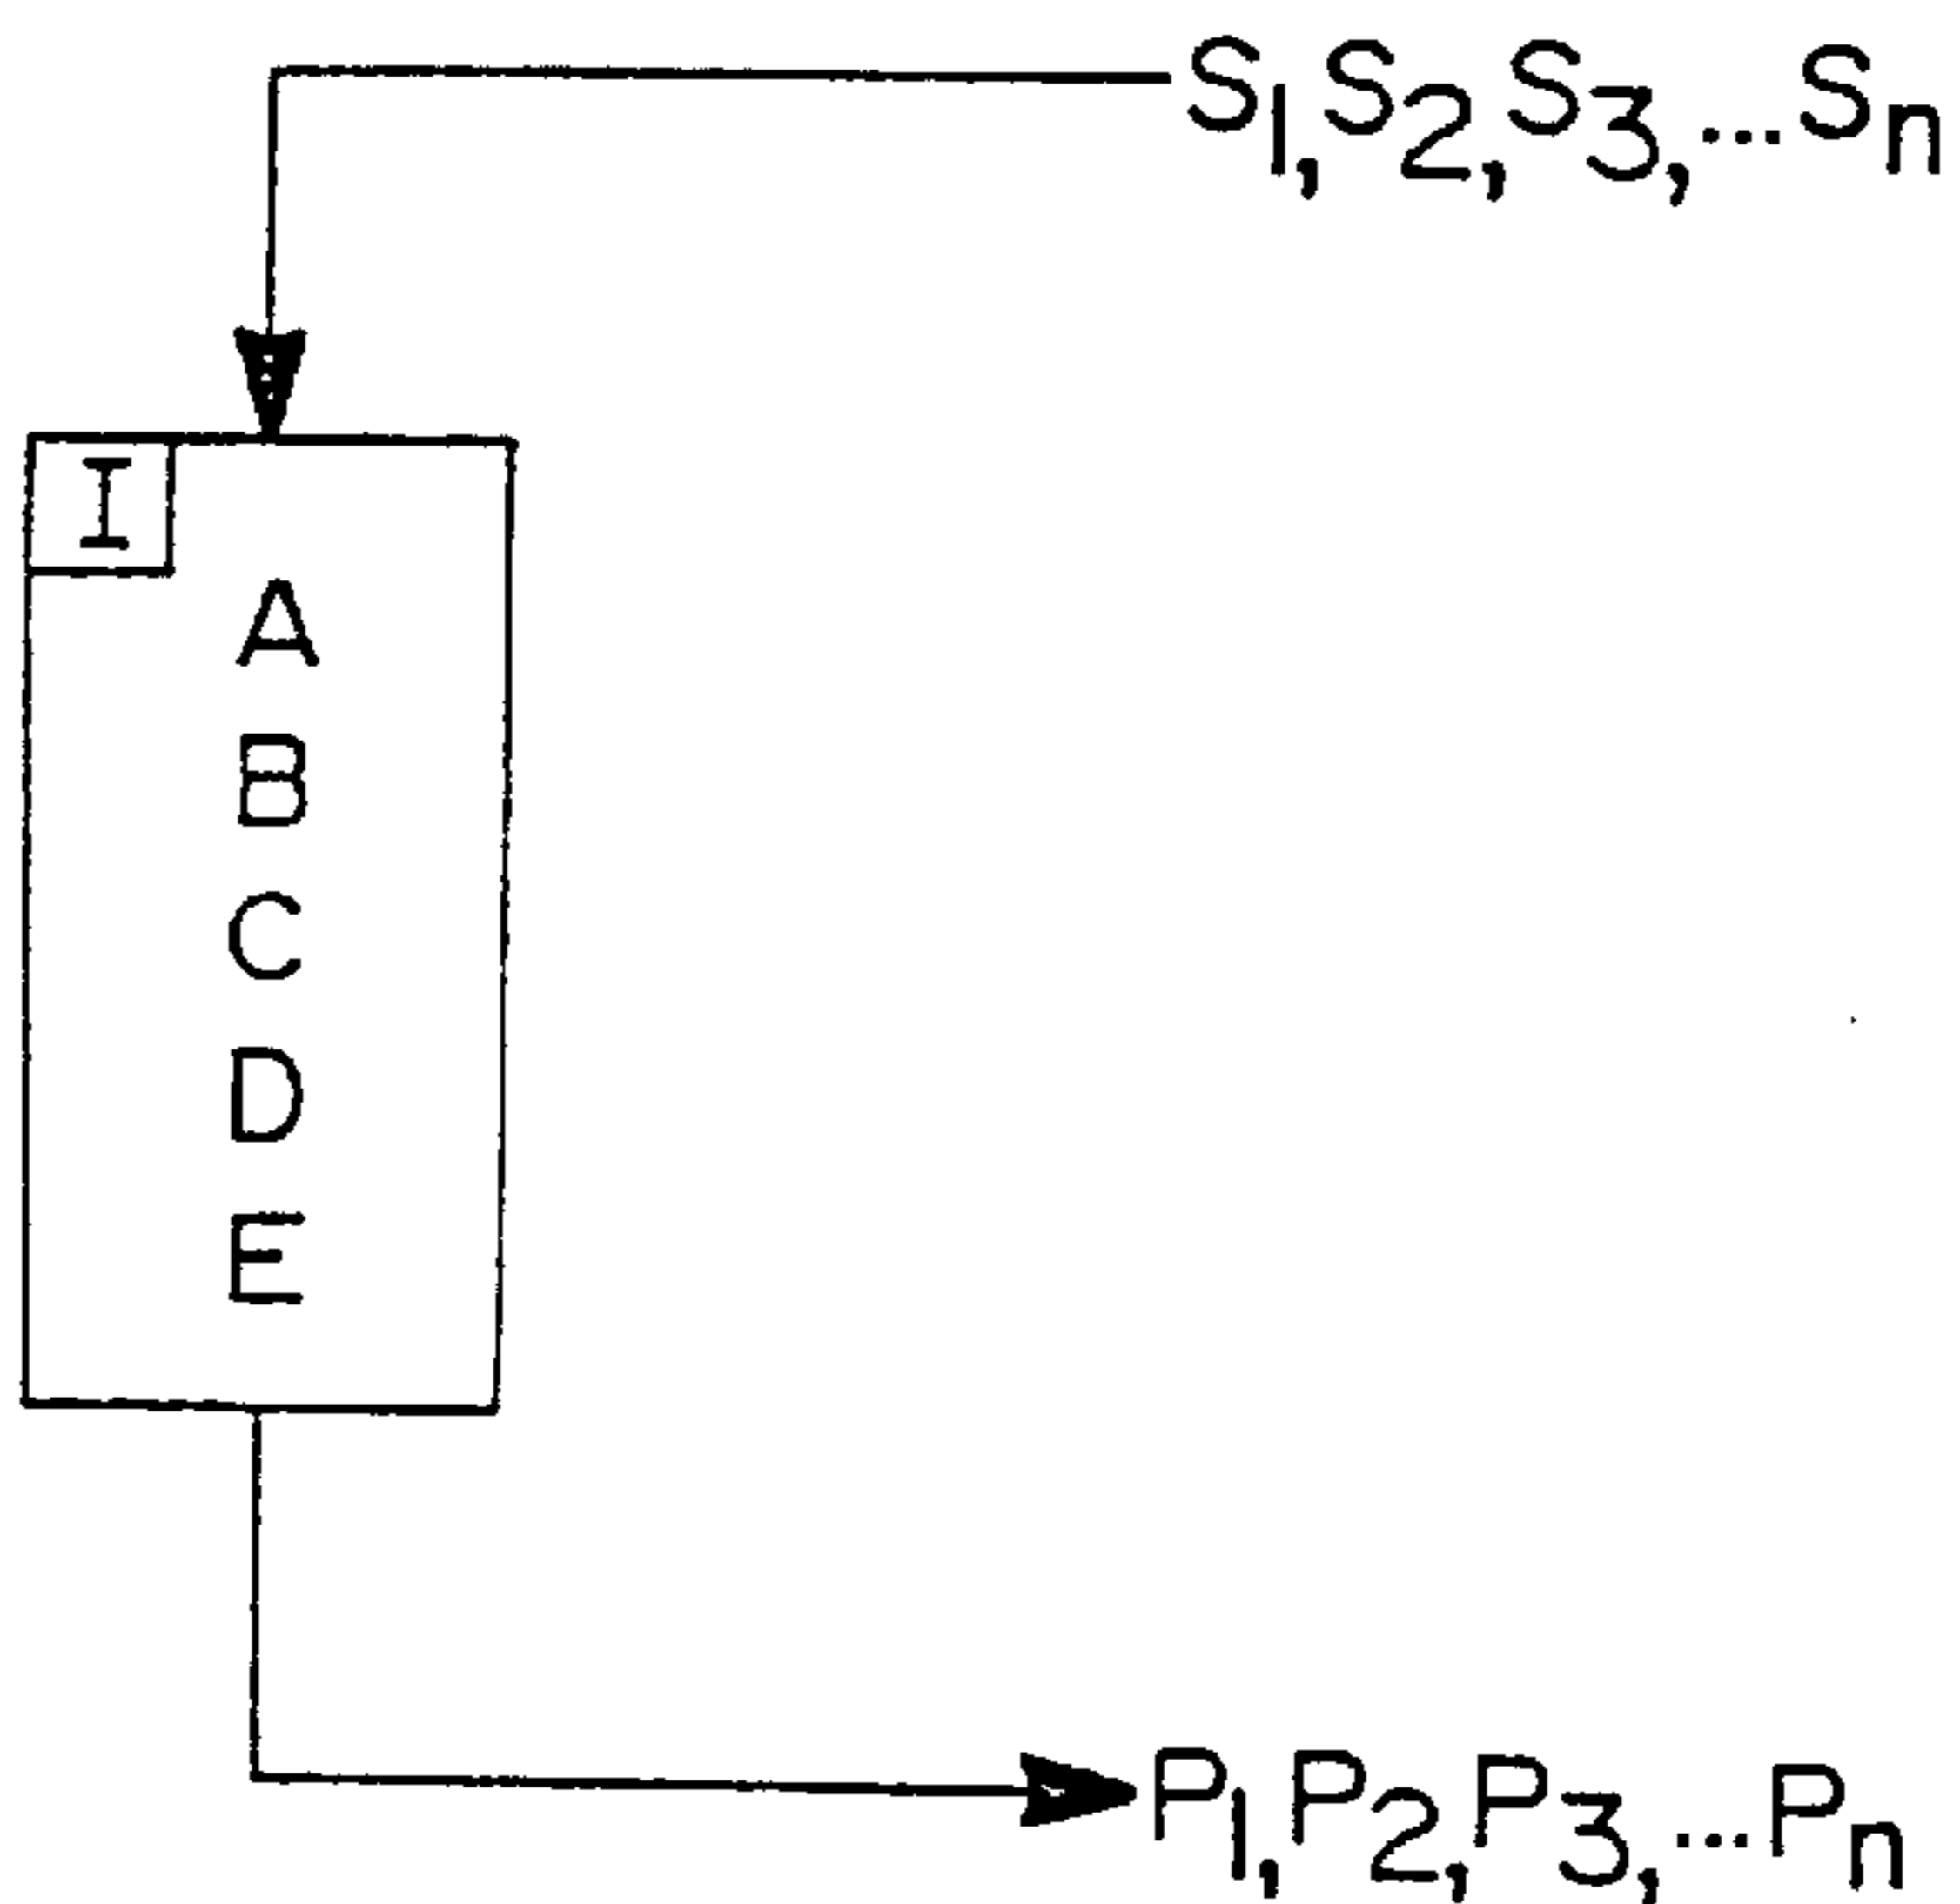 S1,S2,S3,...Sn
I
A
B
C
D
E
P1,P2,P3,...Pn